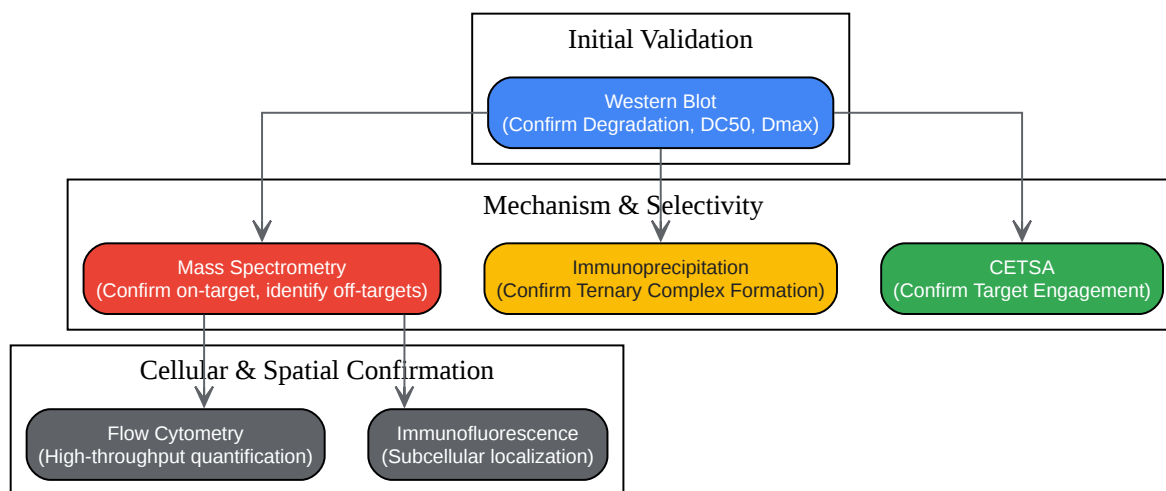 Initial Validation
Western Blot
(Confirm Degradation, DC50, Dmax)
Mechanism & Selectivity
Mass Spectrometry
(Confirm on-target, identify off-targets)
Immunoprecipitation
(Confirm Ternary Complex Formation)
CETSA
(Confirm Target Engagement)
Cellular & Spatial Confirmation
Flow Cytometry
(High-throughput quantification)
Immunofluorescence
(Subcellular localization)